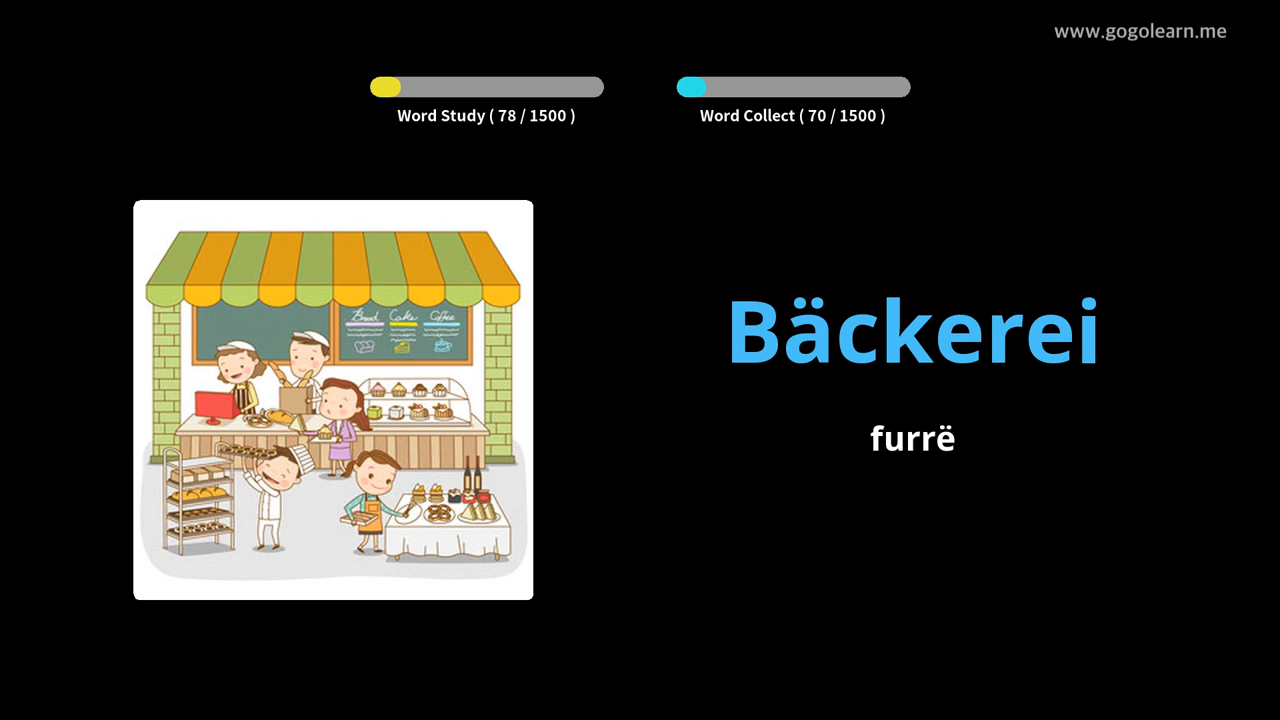 www.gogolearn.me
Word Study ( 78 / 1500 )
Word Collect ( 70 / 1500 )
Bread Cake Coffee
Bäckerei
furrë